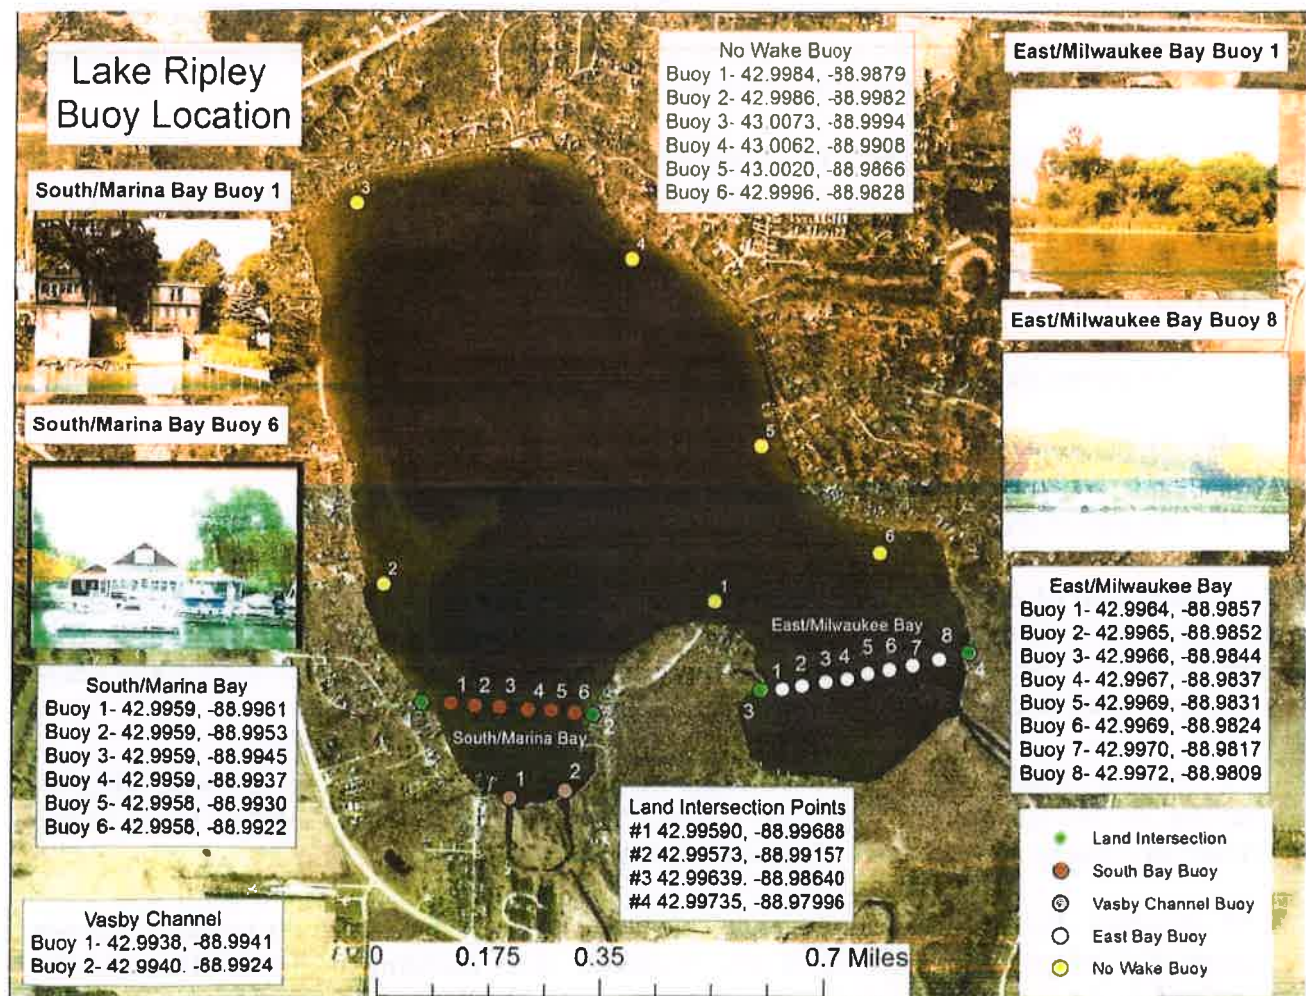 Lake Ripley
Buoy Location
No Wake Buoy
Buoy 1- 42.9984, -88.9879
Buoy 2- 42.9986, -88.9982
Buoy 3- 43.0073, -88.9994
Buoy 4- 43.0062, -88.9908
Buoy 5- 43.0020, -88.9866
Buoy 6- 42.9996, -88.9828
East/Milwaukee Bay Buoy 1
South/Marina Bay Buoy 1
East/Milwaukee Bay Buoy 8
South/Marina Bay Buoy 6
3
4
5
6
2
1
East/Milwaukee Bay
1 2 3 4 5 6 7 8
3
4
1 2 3 4 5 6
2
South/Marina Bay
1 2
East/Milwaukee Bay
Buoy 1- 42.9964, -88.9857
Buoy 2- 42.9965, -88.9852
Buoy 3- 42.9966, -88.9844
Buoy 4- 42.9967, -88.9837
Buoy 5- 42.9969, -88.9831
Buoy 6- 42.9969, -88.9824
Buoy 7- 42.9970, -88.9817
Buoy 8- 42.9972, -88.9809
South/Marina Bay
Buoy 1- 42.9959, -88.9961
Buoy 2- 42.9959, -88.9953
Buoy 3- 42.9959, -88.9945
Buoy 4- 42.9959, -88.9937
Buoy 5- 42.9958, -88.9930
Buoy 6- 42.9958, -88.9922
Land Intersection Points
#1 42.99590, -88.99688
#2 42.99573, -88.99157
#3 42.99639. -88.98640
#4 42.99735, -88.97996
Vasby Channel
Buoy 1- 42.9938, -88.9941
Buoy 2- 42.9940. -88.9924
Land Intersection
South Bay Buoy
Vasby Channel Buoy
East Bay Buoy
No Wake Buoy
0 0.175 0.35 0.7 Miles